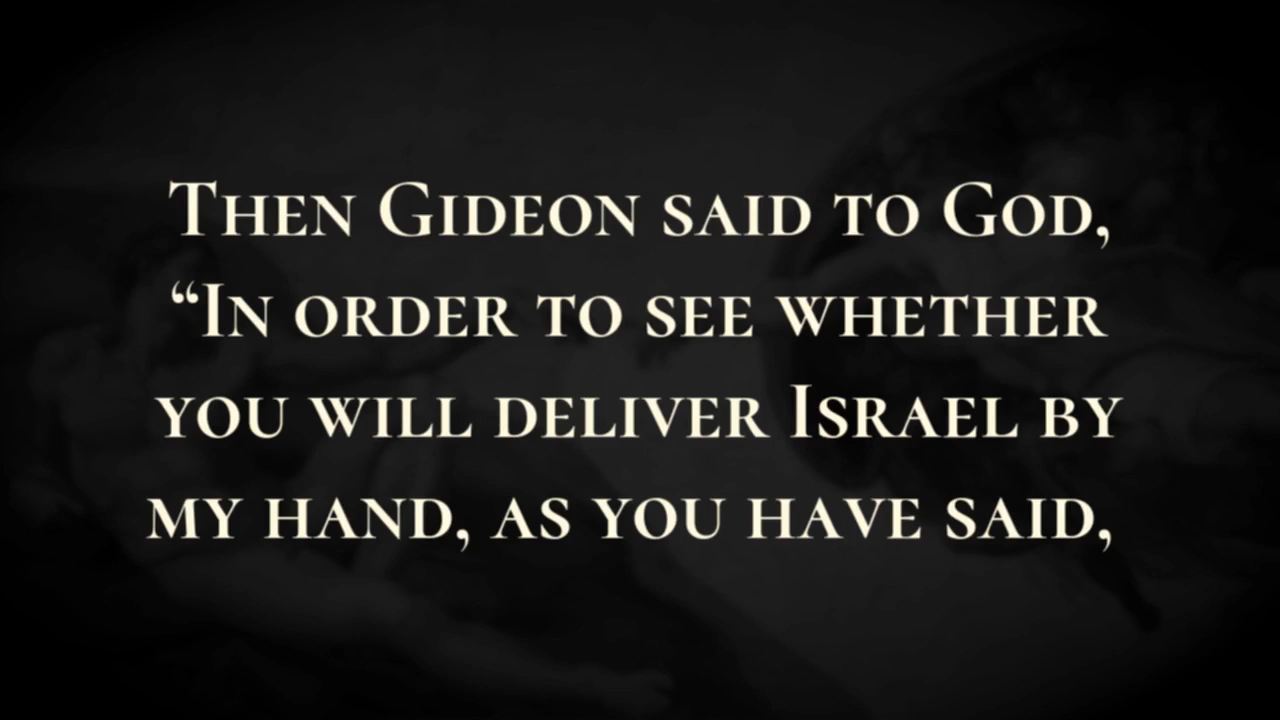 Then Gideon said to God,
“In order to see whether
you will deliver Israel by
my hand, as you have said,